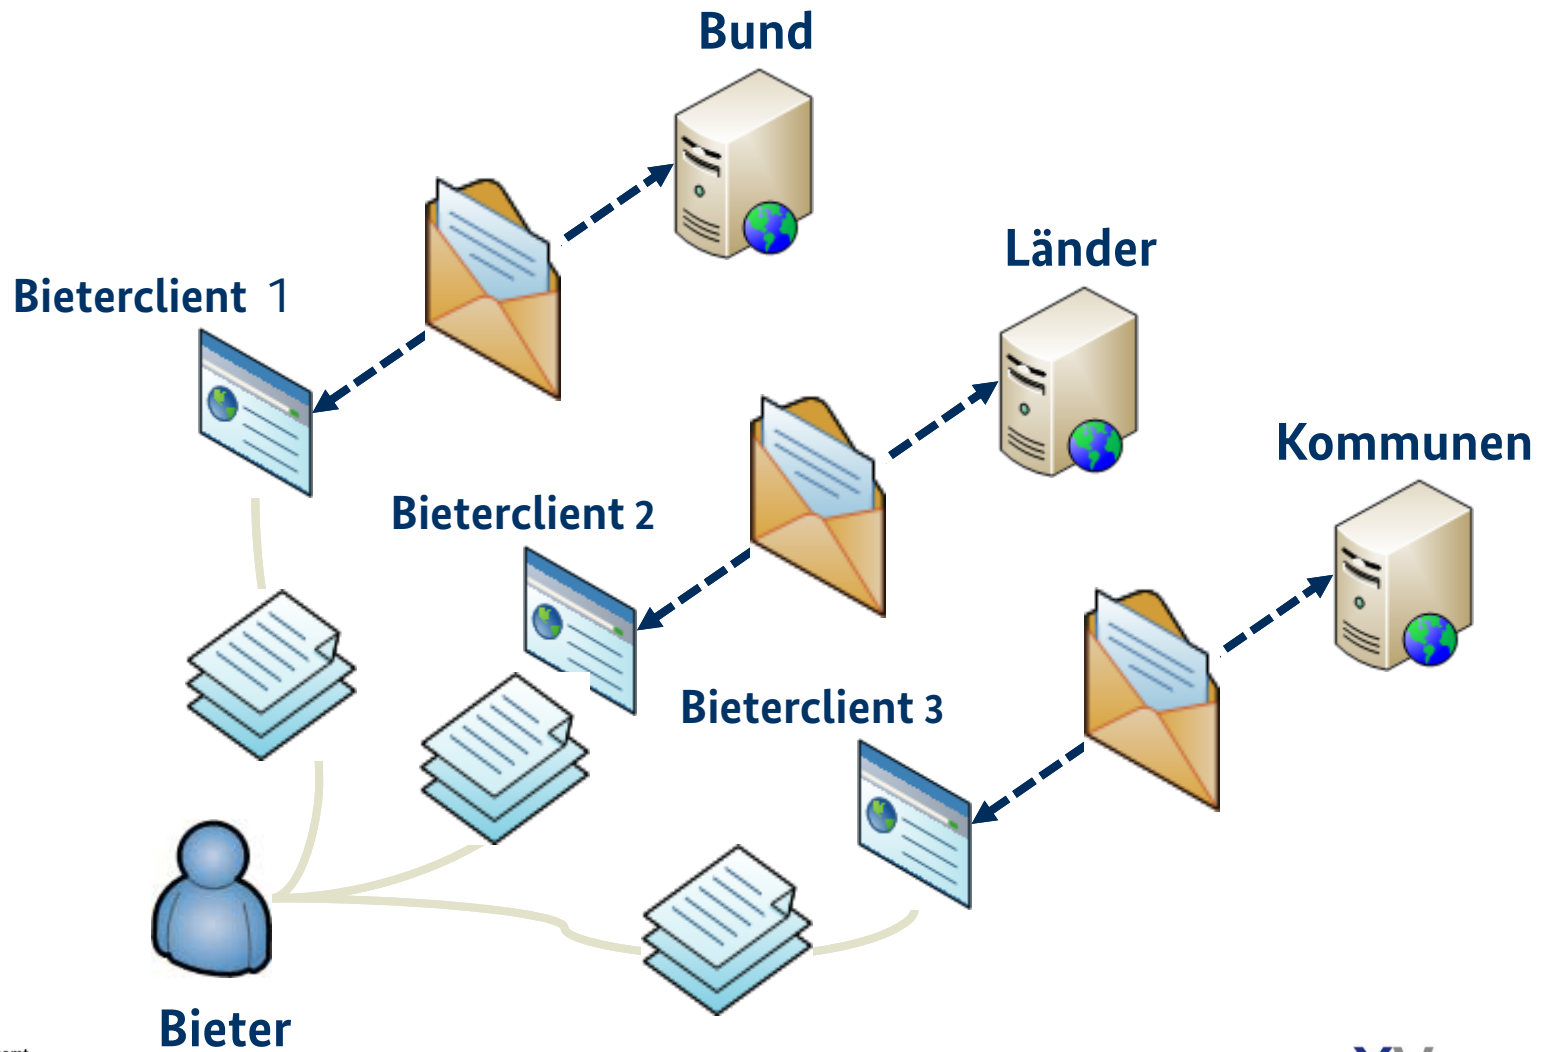 Bund
Länder
Bieterclient 1
Kommunen
Bieterclient 2
Bieterclient 3
Bieter